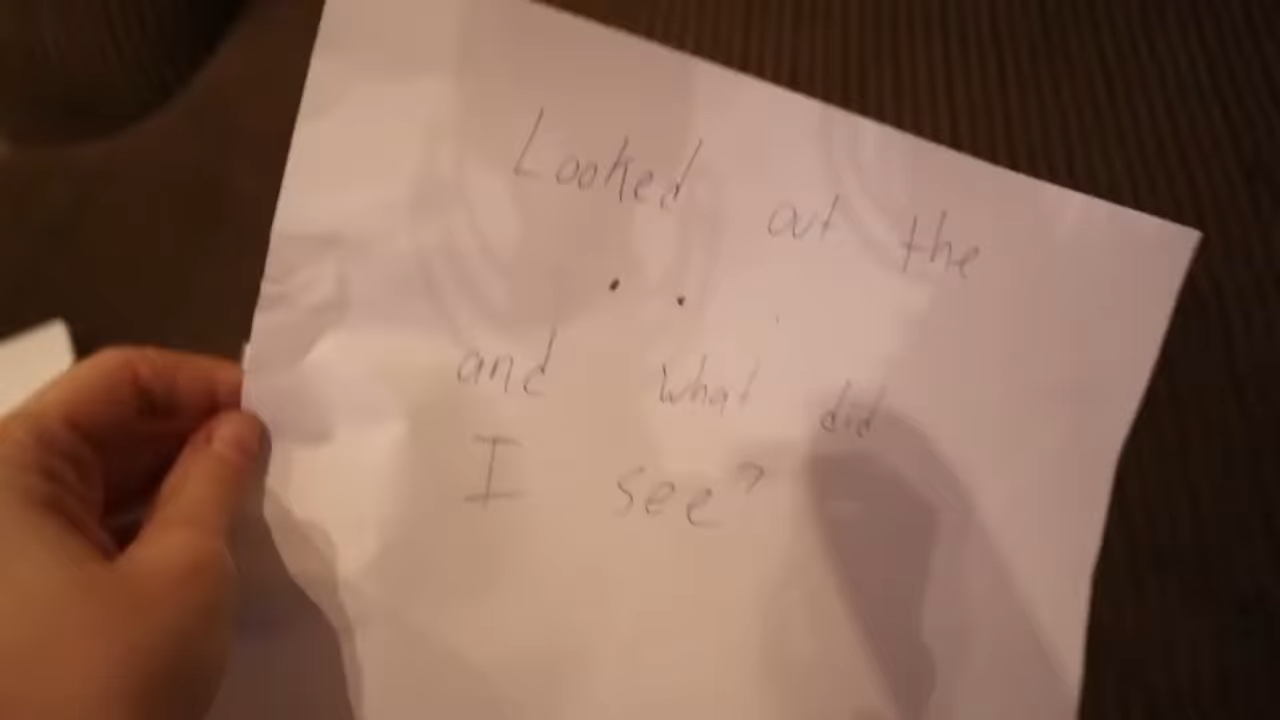 Looked out the
. .
and what did
I see?